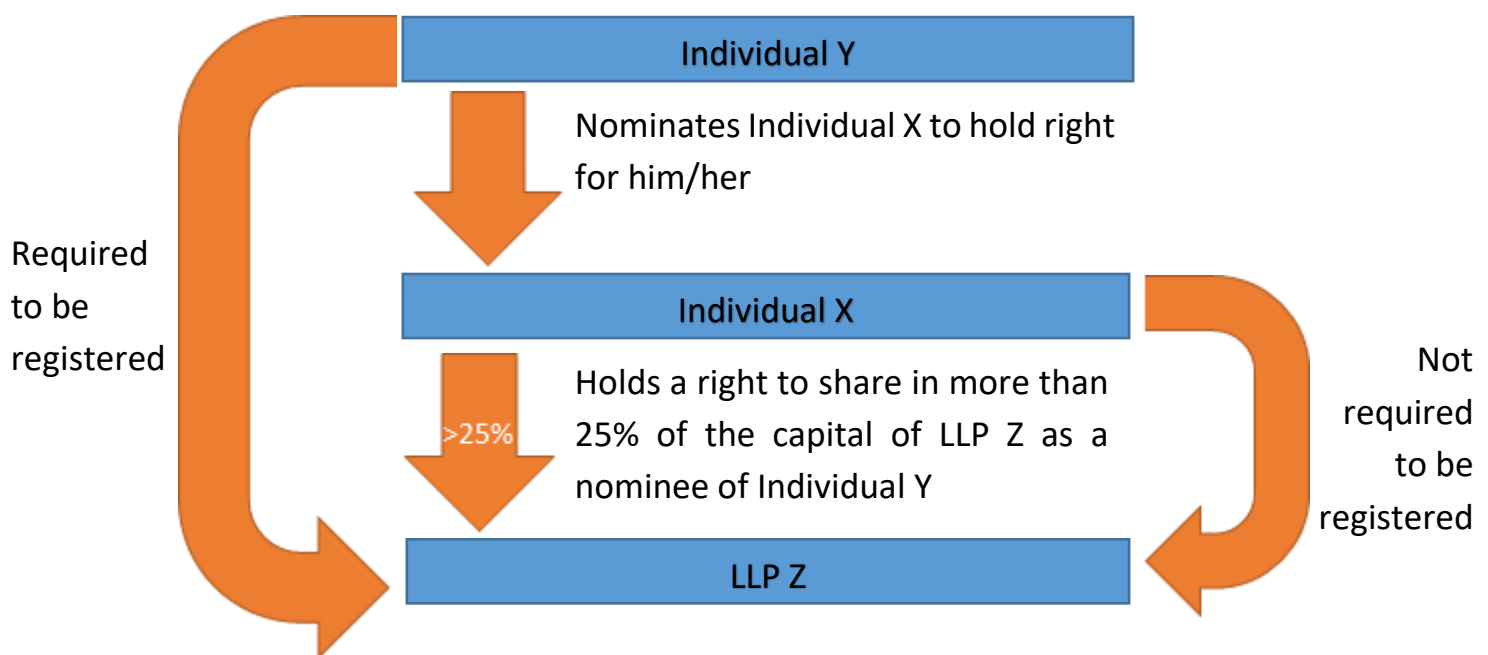 Individual Y
Nominates Individual X to hold right
for him/her
Required
to be
registered
Individual X
Holds a right to share in more than
25% of the capital of LLP Z as a
nominee of Individual Y
>25%
Not
required
to be
registered
LLP Z